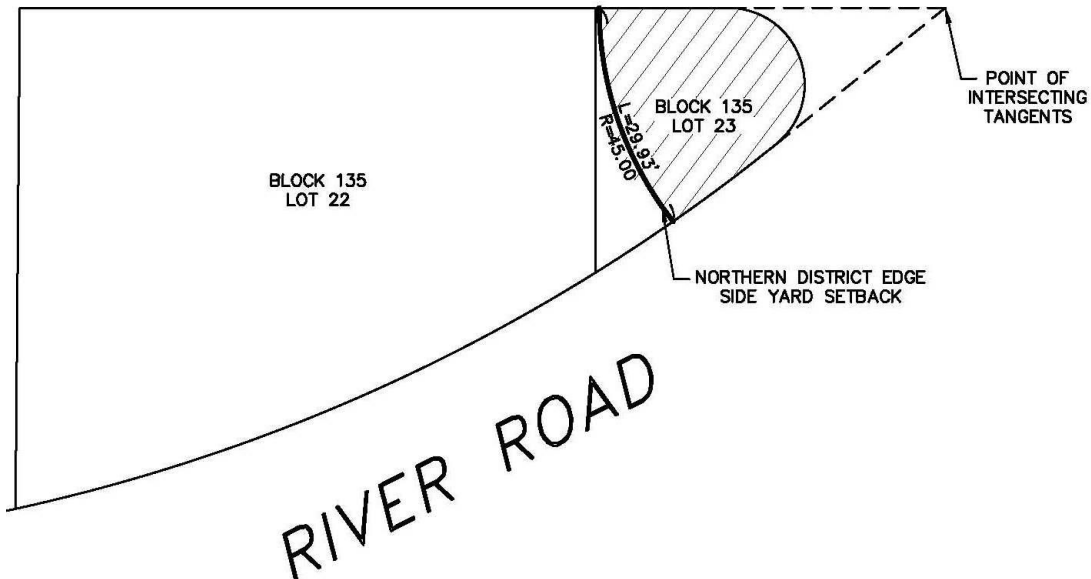 POINT OF
INTERSECTING
TANGENTS
BLOCK 135
LOT 23
L=29.93'
R=45.00
BLOCK 135
LOT 22
NORTHERN DISTRICT EDGE
SIDE YARD SETBACK
RIVER ROAD